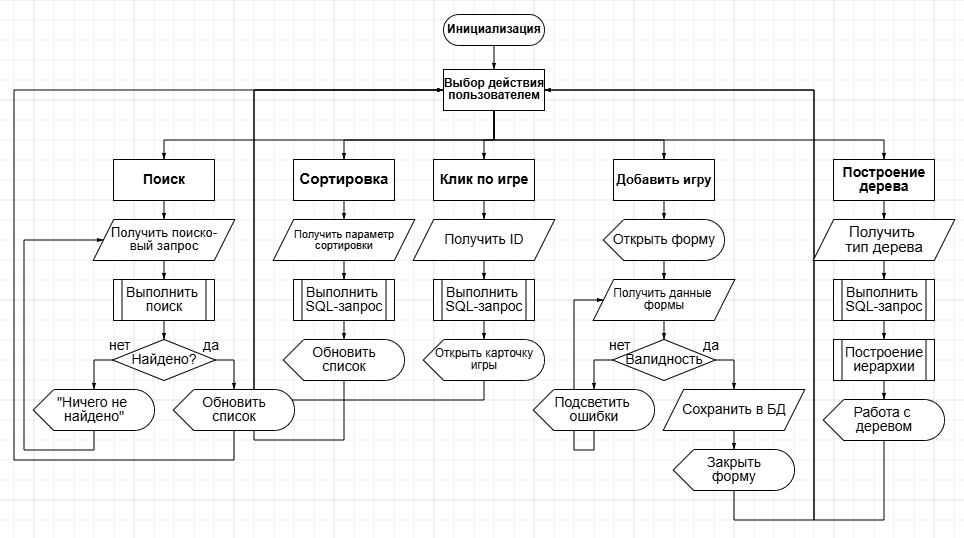 Инициализация
Выбор действия
пользователем
Поиск
Сортировка
Клик по игре
Добавить игру
Построение
дерева
Получить поиско-
вый запрос
Получить параметр
сортировки
Получить ID
Открыть форму
Получить
тип дерева
Выполнить
поиск
Выполнить
SQL-запрос
Выполнить
SQL-запрос
Получить данные
формы
Выполнить
SQL-запрос
нет
да
Найдено?
Обновить
список
Открыть карточку
игры
нет
да
Валидность
Построение
иерархии
"Ничего не
найдено"
Обновить
список
Подсветить
ошибки
Сохранить в БД
Работа с
деревом
Закрыть
форму